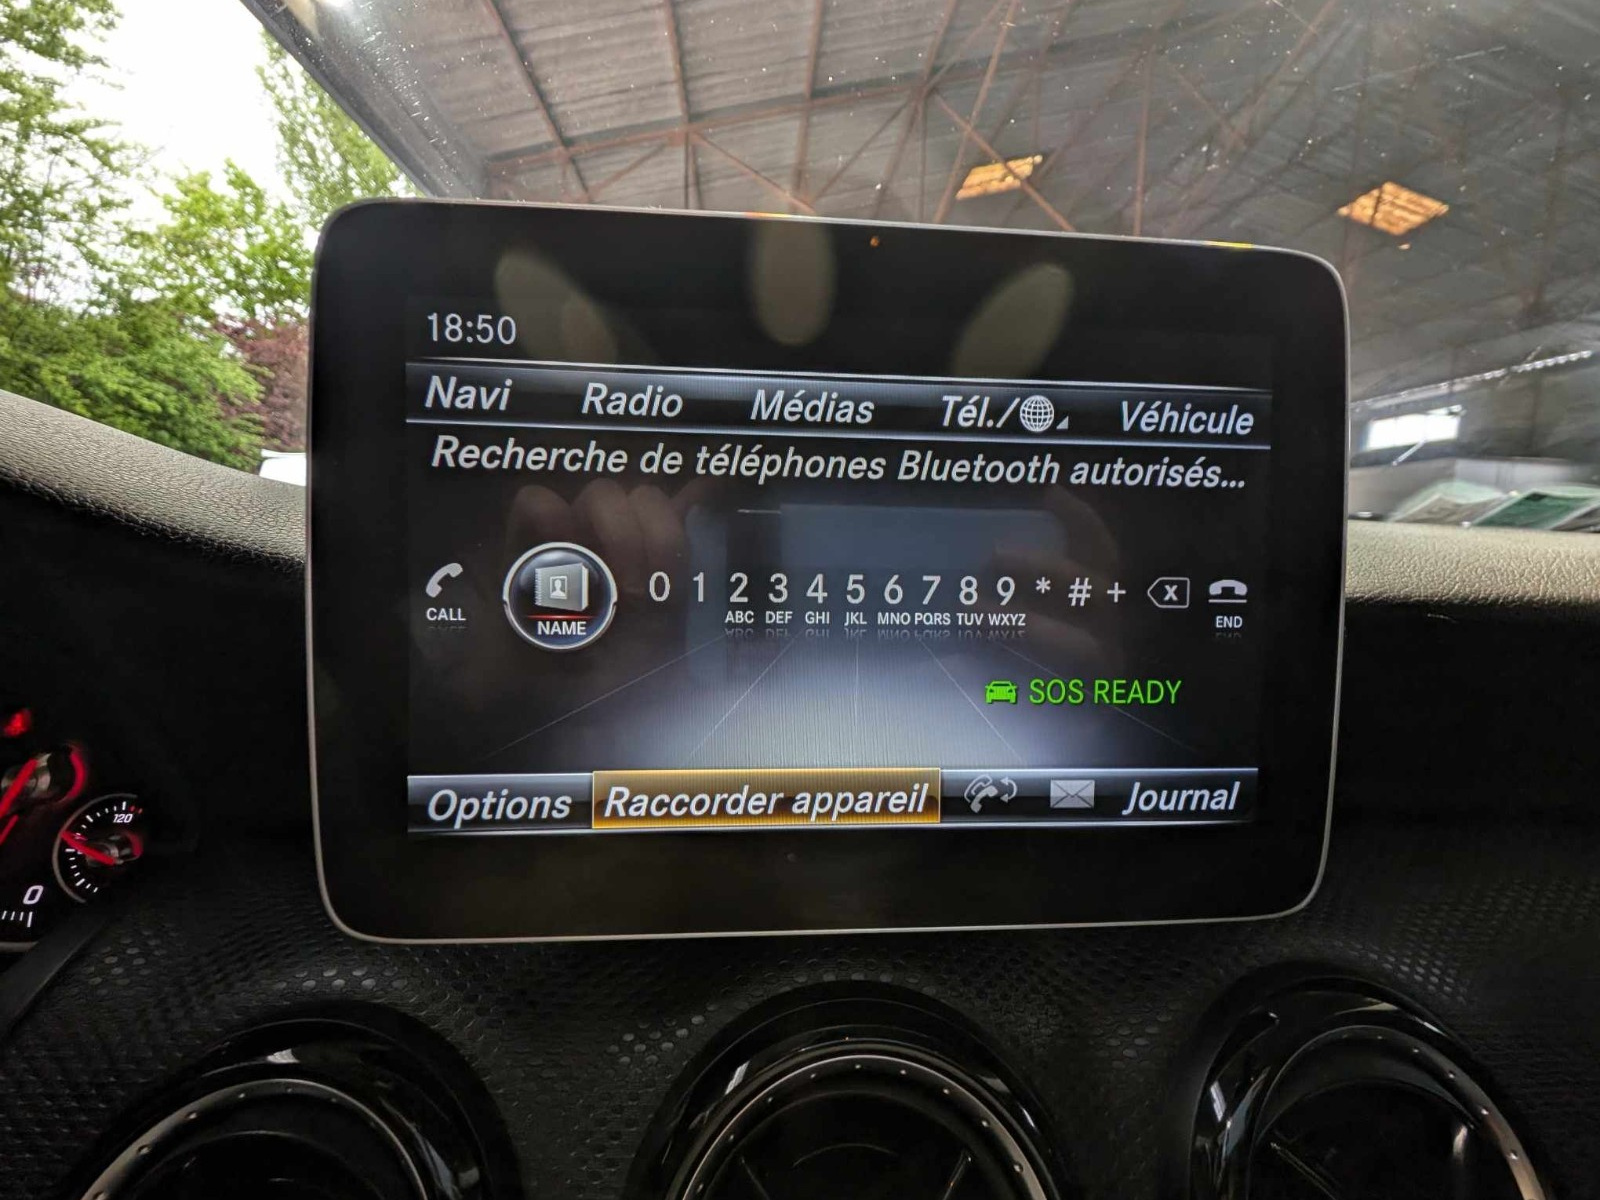 18:50
Navi Radio Médias Tél./ Véhicule
Recherche de téléphones Bluetooth autorisés...
0 1 2 3 4 5 6 7 8 9 * # +
CALL NAME ABC DEF GHI JKL MNO PQRS TUV WXYZ END
SOS READY
Options Raccorder appareil Journal
120
0